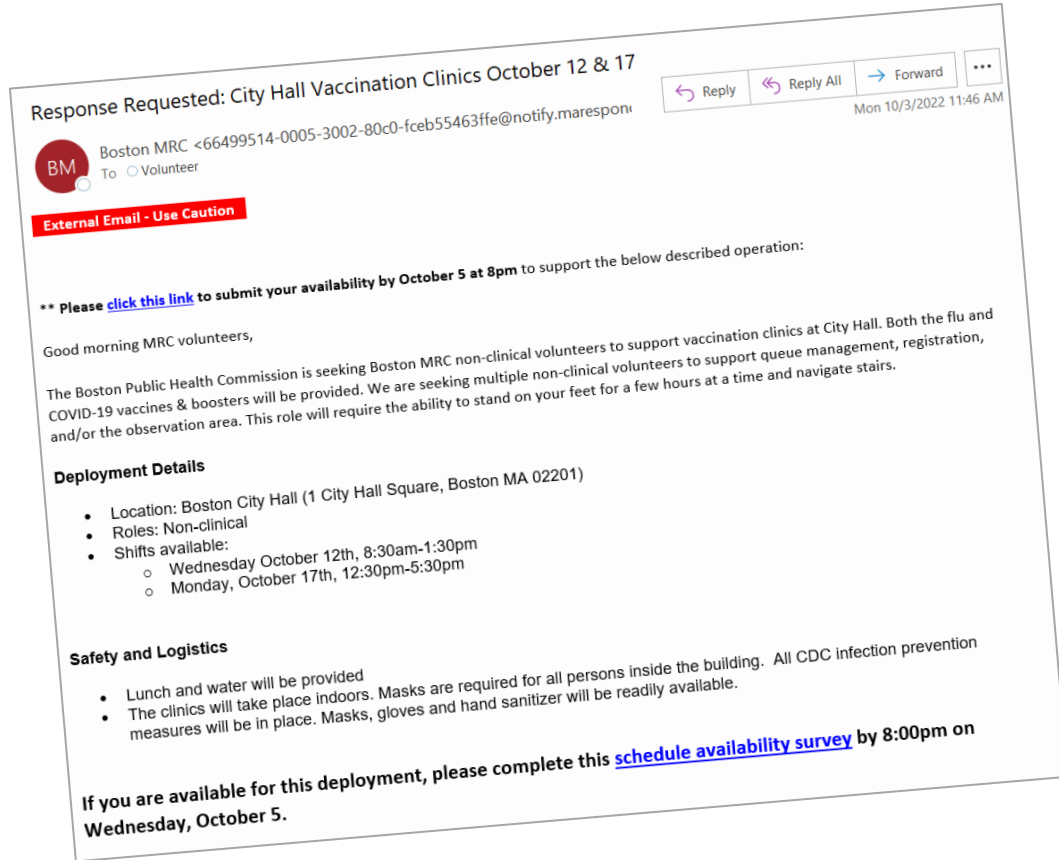 Response Requested: City Hall Vaccination Clinics October 12 & 17
Reply
Reply All
Forward
...
BM
Boston MRC <66499514-0005-3002-80c0-fceb55463ffe@notify.marespon
Mon 10/3/2022 11:46 AM
To Volunteer
External Email - Use Caution
** Please click this link to submit your availability by October 5 at 8pm to support the below described operation:
Good morning MRC volunteers,
The Boston Public Health Commission is seeking Boston MRC non-clinical volunteers to support vaccination clinics at City Hall. Both the flu and
COVID-19 vaccines & boosters will be provided. We are seeking multiple non-clinical volunteers to support queue management, registration,
and/or the observation area. This role will require the ability to stand on your feet for a few hours at a time and navigate stairs.
Deployment Details
• Location: Boston City Hall (1 City Hall Square, Boston MA 02201)
• Roles: Non-clinical
• Shifts available:
o Wednesday October 12th, 8:30am-1:30pm
o Monday, October 17th, 12:30pm-5:30pm
Safety and Logistics
• Lunch and water will be provided
• The clinics will take place indoors. Masks are required for all persons inside the building.  All CDC infection prevention
measures will be in place. Masks, gloves and hand sanitizer will be readily available.
If you are available for this deployment, please complete this schedule availability survey by 8:00pm on
Wednesday, October 5.